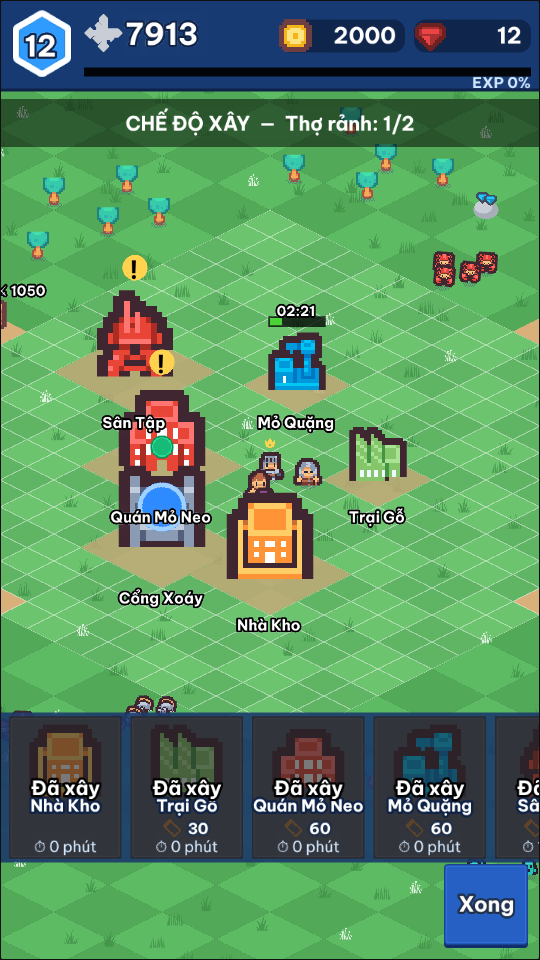 12 7913 2000 12
EXP 0%
CHẾ ĐỘ XÂY – Thợ rảnh: 1/2
1050
!
02:21
!
Sân Tập
Mỏ Quặng
Quán Mỏ Neo
Trại Gỗ
Cổng Xoáy
Nhà Kho
Đã xây
Nhà Kho
0 phút
Đã xây
Trại Gỗ
30
0 phút
Đã xây
Quán Mỏ Neo
60
0 phút
Đã xây
Mỏ Quặng
60
0 phút
Xong